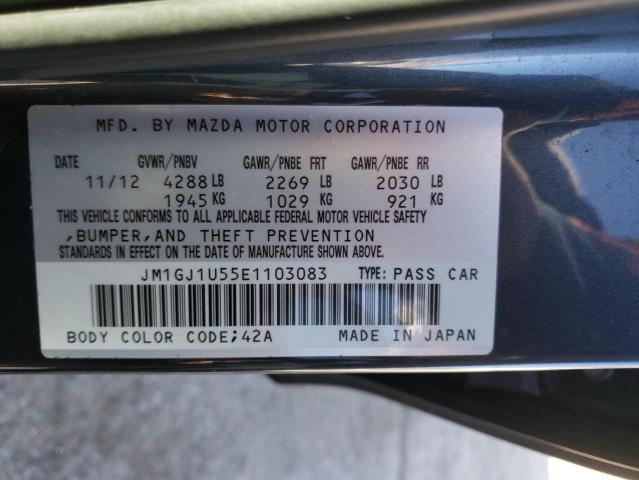 MFD. BY MAZDA MOTOR CORPORATION
DATE GVWR/PNBV GAWR/PNBE FRT GAWR/PNBE RR
11/12 4288 LB 2269 LB 2030 LB
1945 KG 1029 KG 921 KG
THIS VEHICLE CONFORMS TO ALL APPLICABLE FEDERAL MOTOR VEHICLE SAFETY
,BUMPER,AND THEFT PREVENTION
STANDARDS IN EFFECT ON THE DATE OF MANUFACTURE SHOWN ABOVE.
JM1GJ1U55E1103083 TYPE: PASS CAR
BODY COLOR CODE;42A MADE IN JAPAN